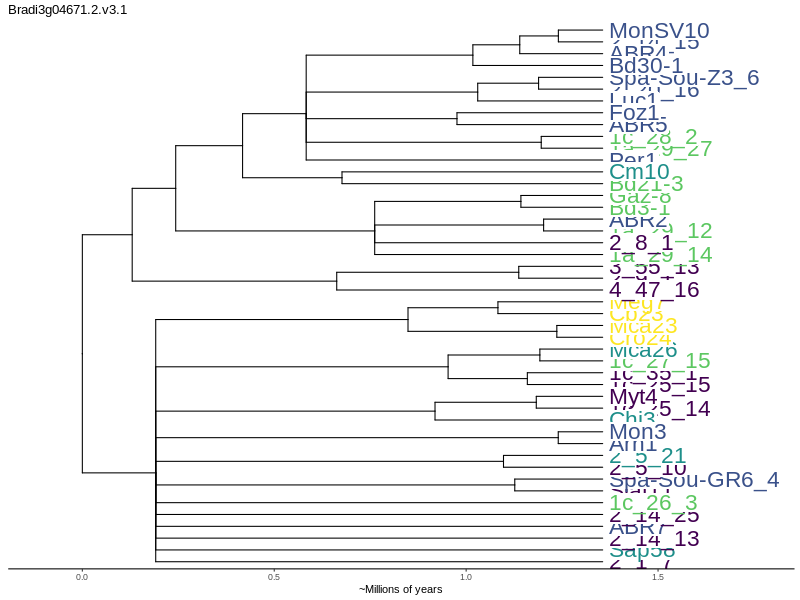 Bradi3g04671.2.v3.1
MonSV10
ABR4
Bd30-1
Spa-Sou-Z3_6
Luc1
Foz1
ABR5
1c_28_2
Per1
Cm10
Bd21-3
Gaz-8
Bd3-1
ABR2
2_8_1
1a_29_14
3_55_13
4_47_16
Meg7
Cb23
Mca23
Cro24
Mca26
1c_27_15
1c_35_1
Myt4
Chi3
Mon3
Arn1
2_5_21
2_5_10
Spa-Sou-GR6_4
1c_26_3
2_14_25
ABR7
2_14_13
Sap58
2_1_7
0.0 0.5 1.0 1.5
~Millions of years